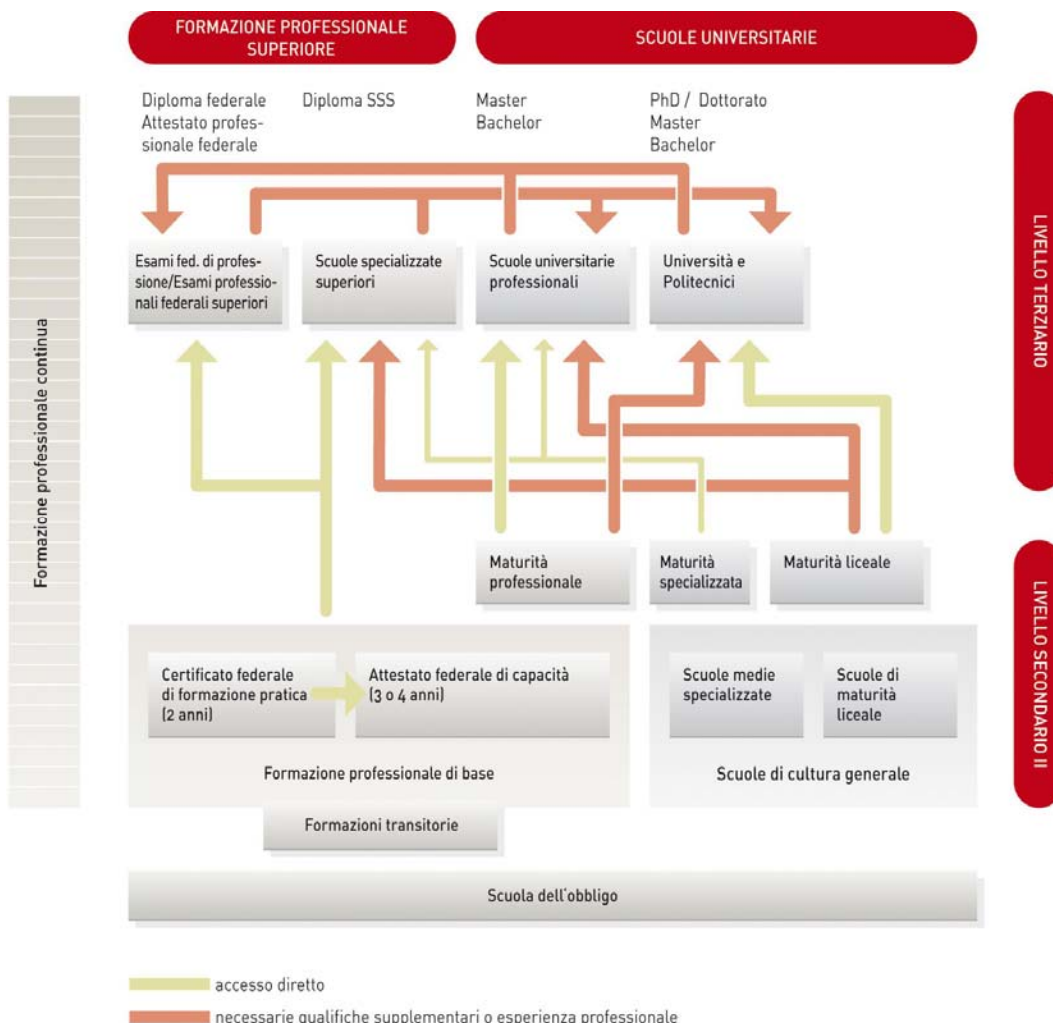 FORMAZIONE PROFESSIONALE
SUPERIORE
SCUOLE UNIVERSITARIE
Diploma federale
Attestato profes-
sionale federale
Diploma SSS
Master
Bachelor
PhD / Dottorato
Master
Bachelor
Esami fed. di profes-
sione/Esami professio-
nali federali superiori
Scuole specializzate
superiori
Scuole universitarie
professionali
Università e
Politecnici
LIVELLO TERZIARIO
Formazione professionale continua
Maturità
professionale
Maturità
specializzata
Maturità liceale
LIVELLO SECONDARIO II
Certificato federale
di formazione pratica
(2 anni)
Attestato federale di capacità
(3 o 4 anni)
Scuole medie
specializzate
Scuole di
maturità
liceale
Formazione professionale di base
Scuole di cultura generale
Formazioni transitorie
Scuola dell'obbligo
accesso diretto
necessarie qualifiche supplementari o esperienza professionale